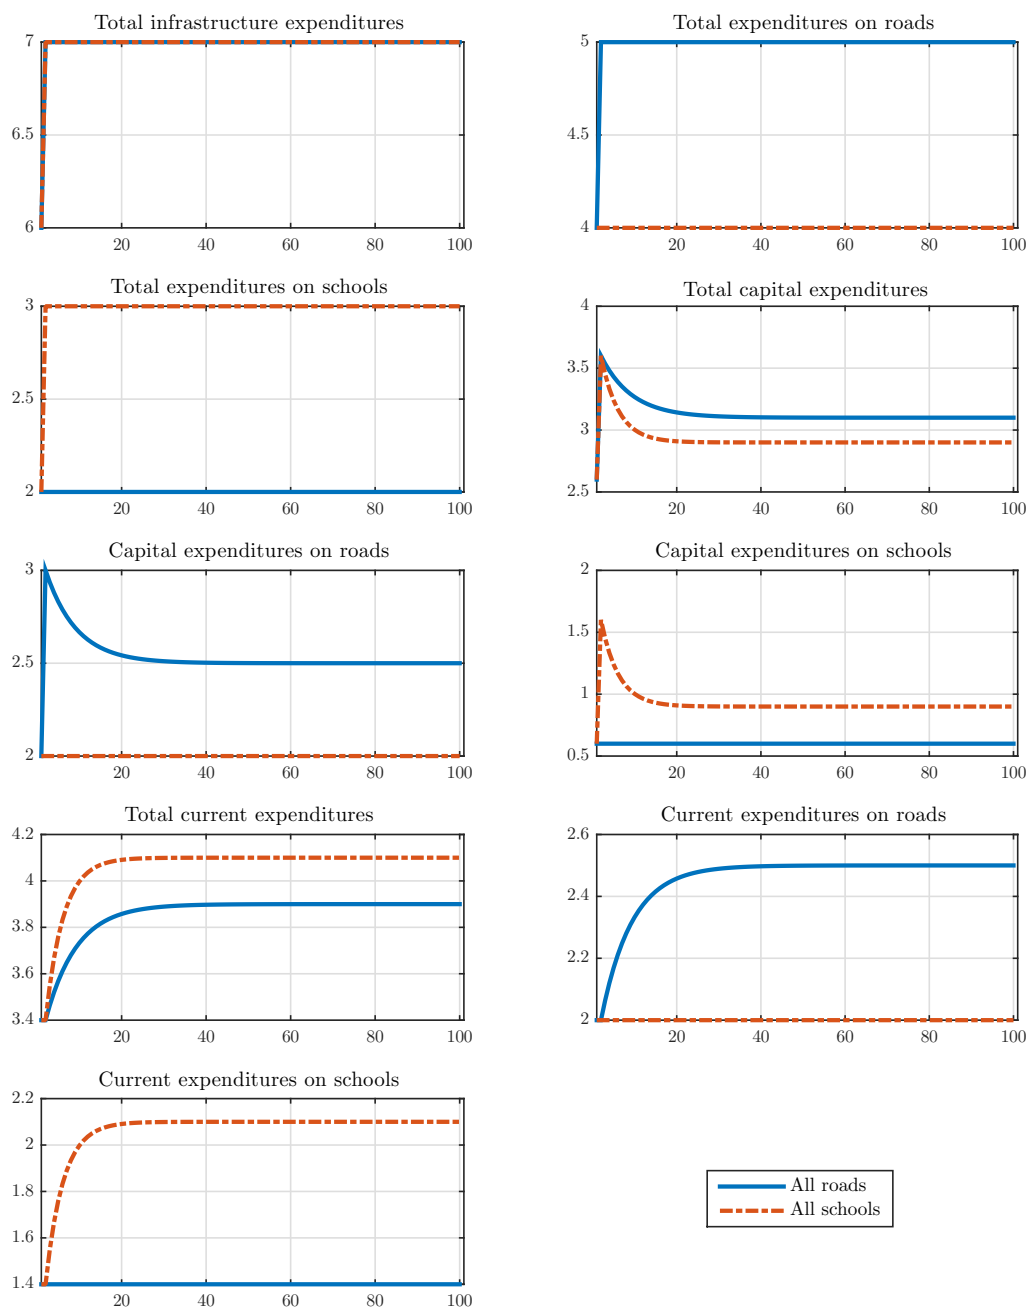 Total infrastructure expenditures
7
6.5
6
20 40 60 80 100
Total expenditures on roads
5
4.5
4
20 40 60 80 100
Total expenditures on schools
3
2.5
2
20 40 60 80 100
Total capital expenditures
4
3.5
3
2.5
20 40 60 80 100
Capital expenditures on roads
3
2.5
2
20 40 60 80 100
Capital expenditures on schools
2
1.5
1
0.5
20 40 60 80 100
Total current expenditures
4.2
4
3.8
3.6
3.4
20 40 60 80 100
Current expenditures on roads
2.6
2.4
2.2
2
20 40 60 80 100
Current expenditures on schools
2.2
2
1.8
1.6
1.4
20 40 60 80 100
All roads
All schools